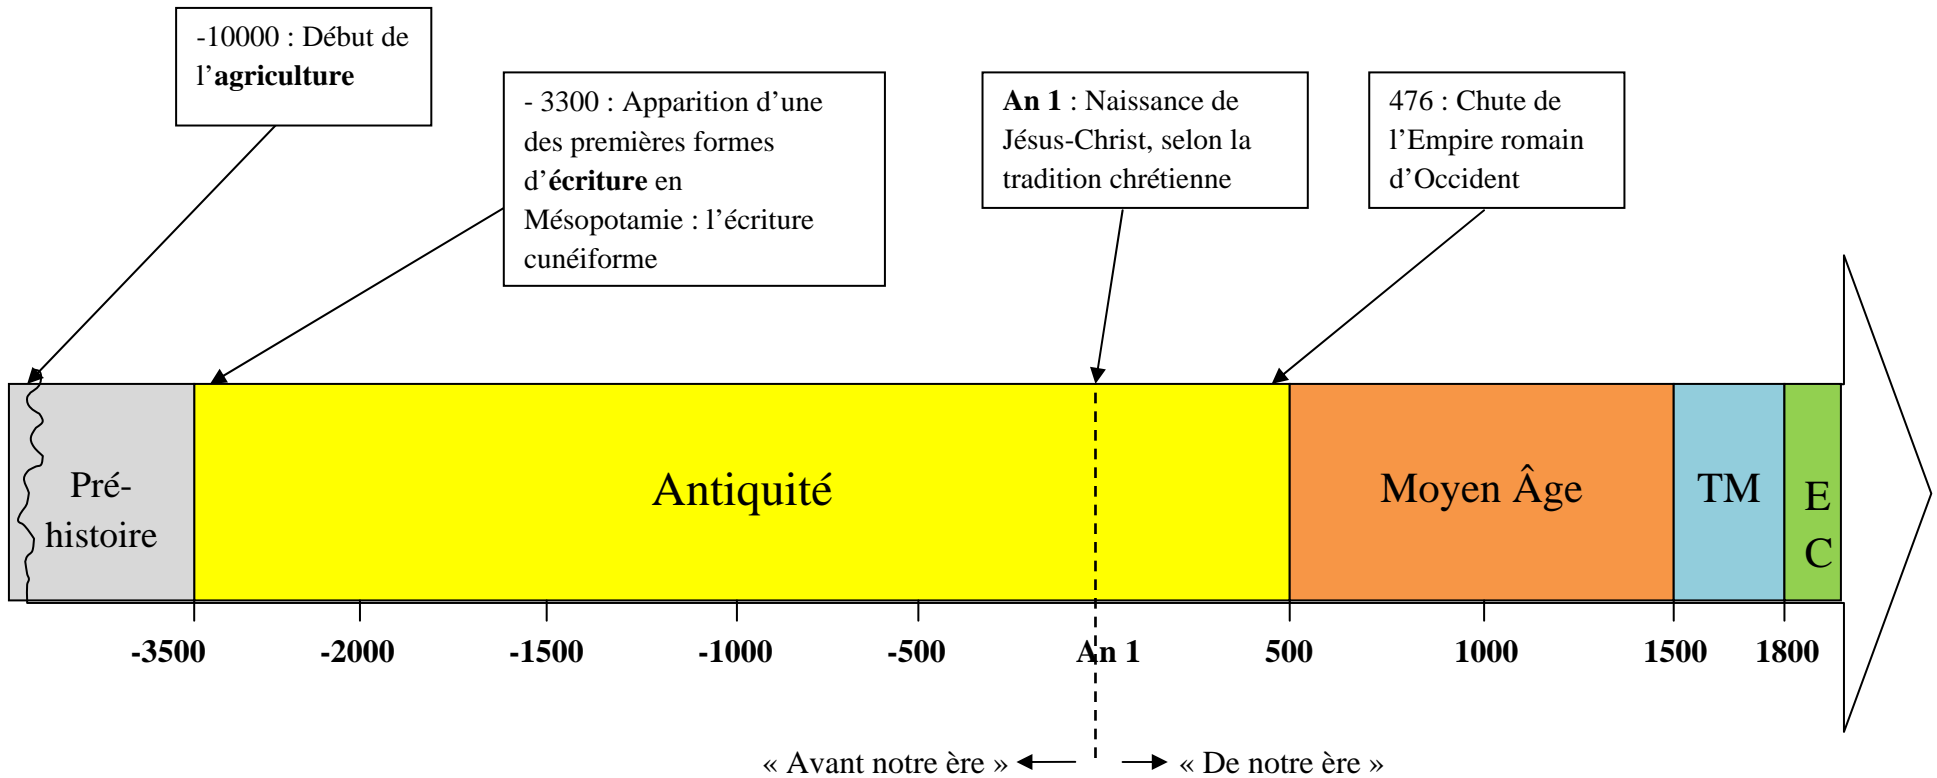 -10000 : Début de
l’agriculture
- 3300 : Apparition d’une
des premières formes
d’écriture en
Mésopotamie : l’écriture
cunéiforme
An 1 : Naissance de
Jésus-Christ, selon la
tradition chrétienne
476 : Chute de
l’Empire romain
d’Occident
Pré-
histoire
Antiquité
Moyen Âge
TM
E
C
-3500 -2000 -1500 -1000 -500 An 1 500 1000 1500 1800
« Avant notre ère » « De notre ère »